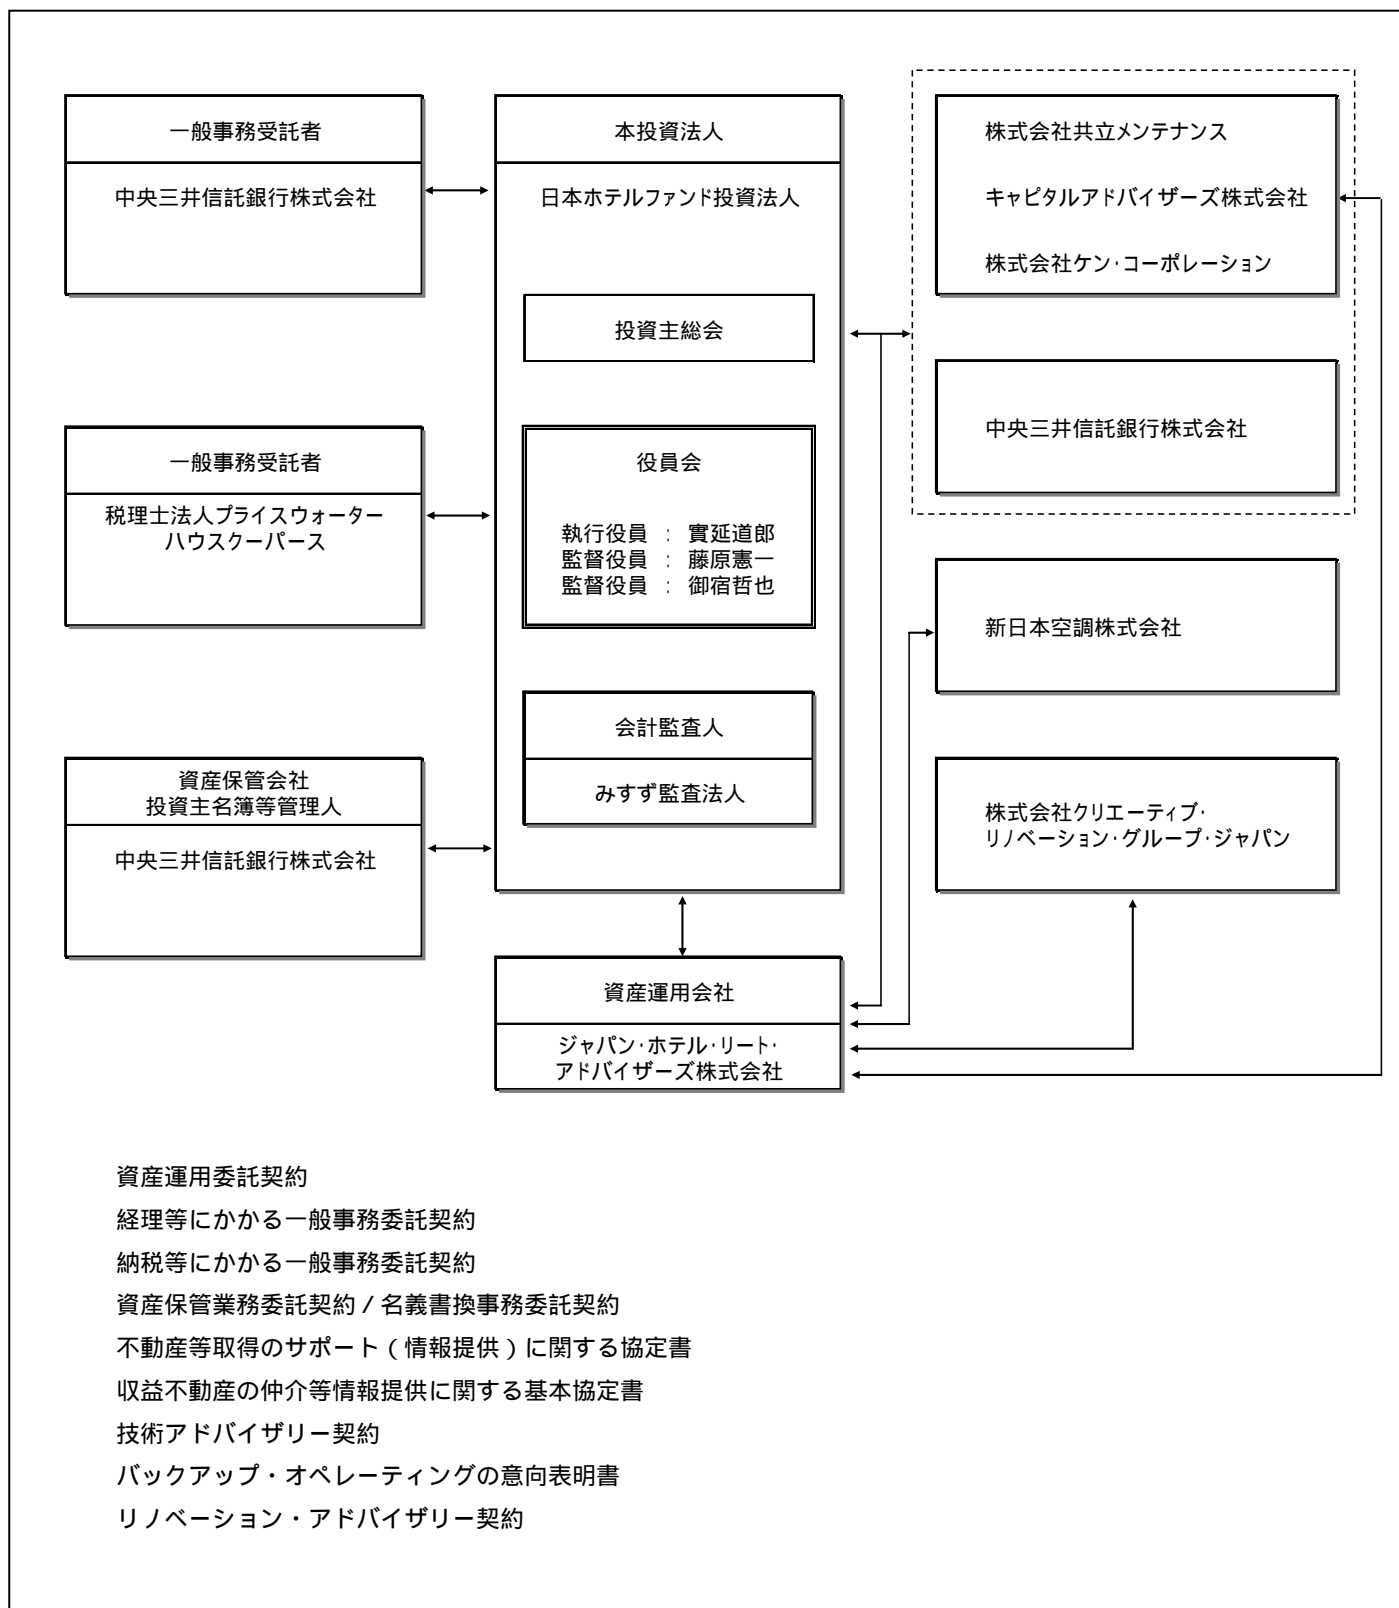 一般事務受託者
中央三井信託銀行株式会社
一般事務受託者
税理士法人プライスウォーター
ハウスクーパース
資産保管会社
投資主名簿等管理人
中央三井信託銀行株式会社
本投資法人
日本ホテルファンド投資法人
投資主総会
役員会
執行役員 : 實延道郎
監督役員 : 藤原憲一
監督役員 : 御宿哲也
会計監査人
みすず監査法人
資産運用会社
ジャパン・ホテル・リート・
アドバイザーズ株式会社
株式会社共立メンテナンス
キャピタルアドバイザーズ株式会社
株式会社ケン・コーポレーション
中央三井信託銀行株式会社
新日本空調株式会社
株式会社クリエーティブ・
リノベーション・グループ・ジャパン
資産運用委託契約
経理等にかかる一般事務委託契約
納税等にかかる一般事務委託契約
資産保管業務委託契約/名義書換事務委託契約
不動産等取得のサポート(情報提供)に関する協定書
収益不動産の仲介等情報提供に関する基本協定書
技術アドバイザリー契約
バックアップ・オペレーティングの意向表明書
リノベーション・アドバイザリー契約